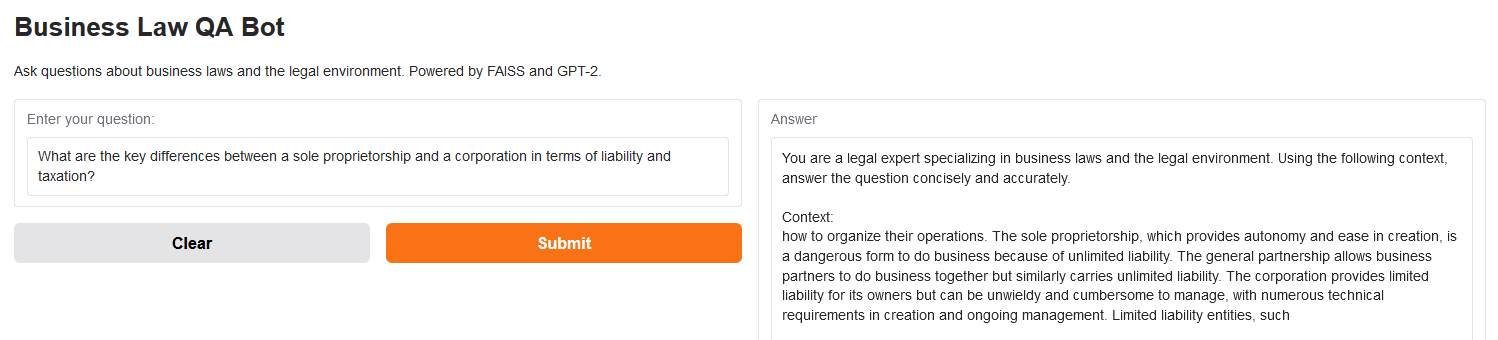 Business Law QA Bot
Ask questions about business laws and the legal environment. Powered by FAISS and GPT-2.
Enter your question:
What are the key differences between a sole proprietorship and a corporation in terms of liability and
taxation?
Clear
Submit
Answer
You are a legal expert specializing in business laws and the legal environment. Using the following context,
answer the question concisely and accurately.
Context:
how to organize their operations. The sole proprietorship, which provides autonomy and ease in creation, is
a dangerous form to do business because of unlimited liability. The general partnership allows business
partners to do business together but similarly carries unlimited liability. The corporation provides limited
liability for its owners but can be unwieldy and cumbersome to manage, with numerous technical
requirements in creation and ongoing management. Limited liability entities, such